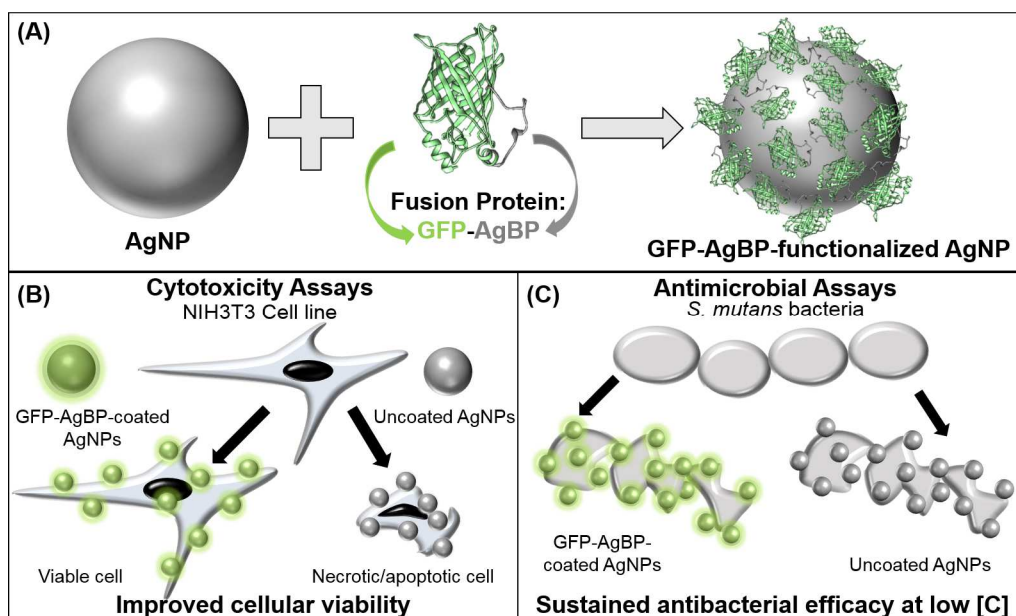 (A)
AgNP
Fusion Protein:
GFP-AgBP
GFP-AgBP-functionalized AgNP
(B)
Cytotoxicity Assays
NIH3T3 Cell line
GFP-AgBP-coated
AgNPs
Uncoated AgNPs
Viable cell
Necrotic/apoptotic cell
Improved cellular viability
(C)
Antimicrobial Assays
S. mutans bacteria
GFP-AgBP-
coated AgNPs
Uncoated AgNPs
Sustained antibacterial efficacy at low [C]